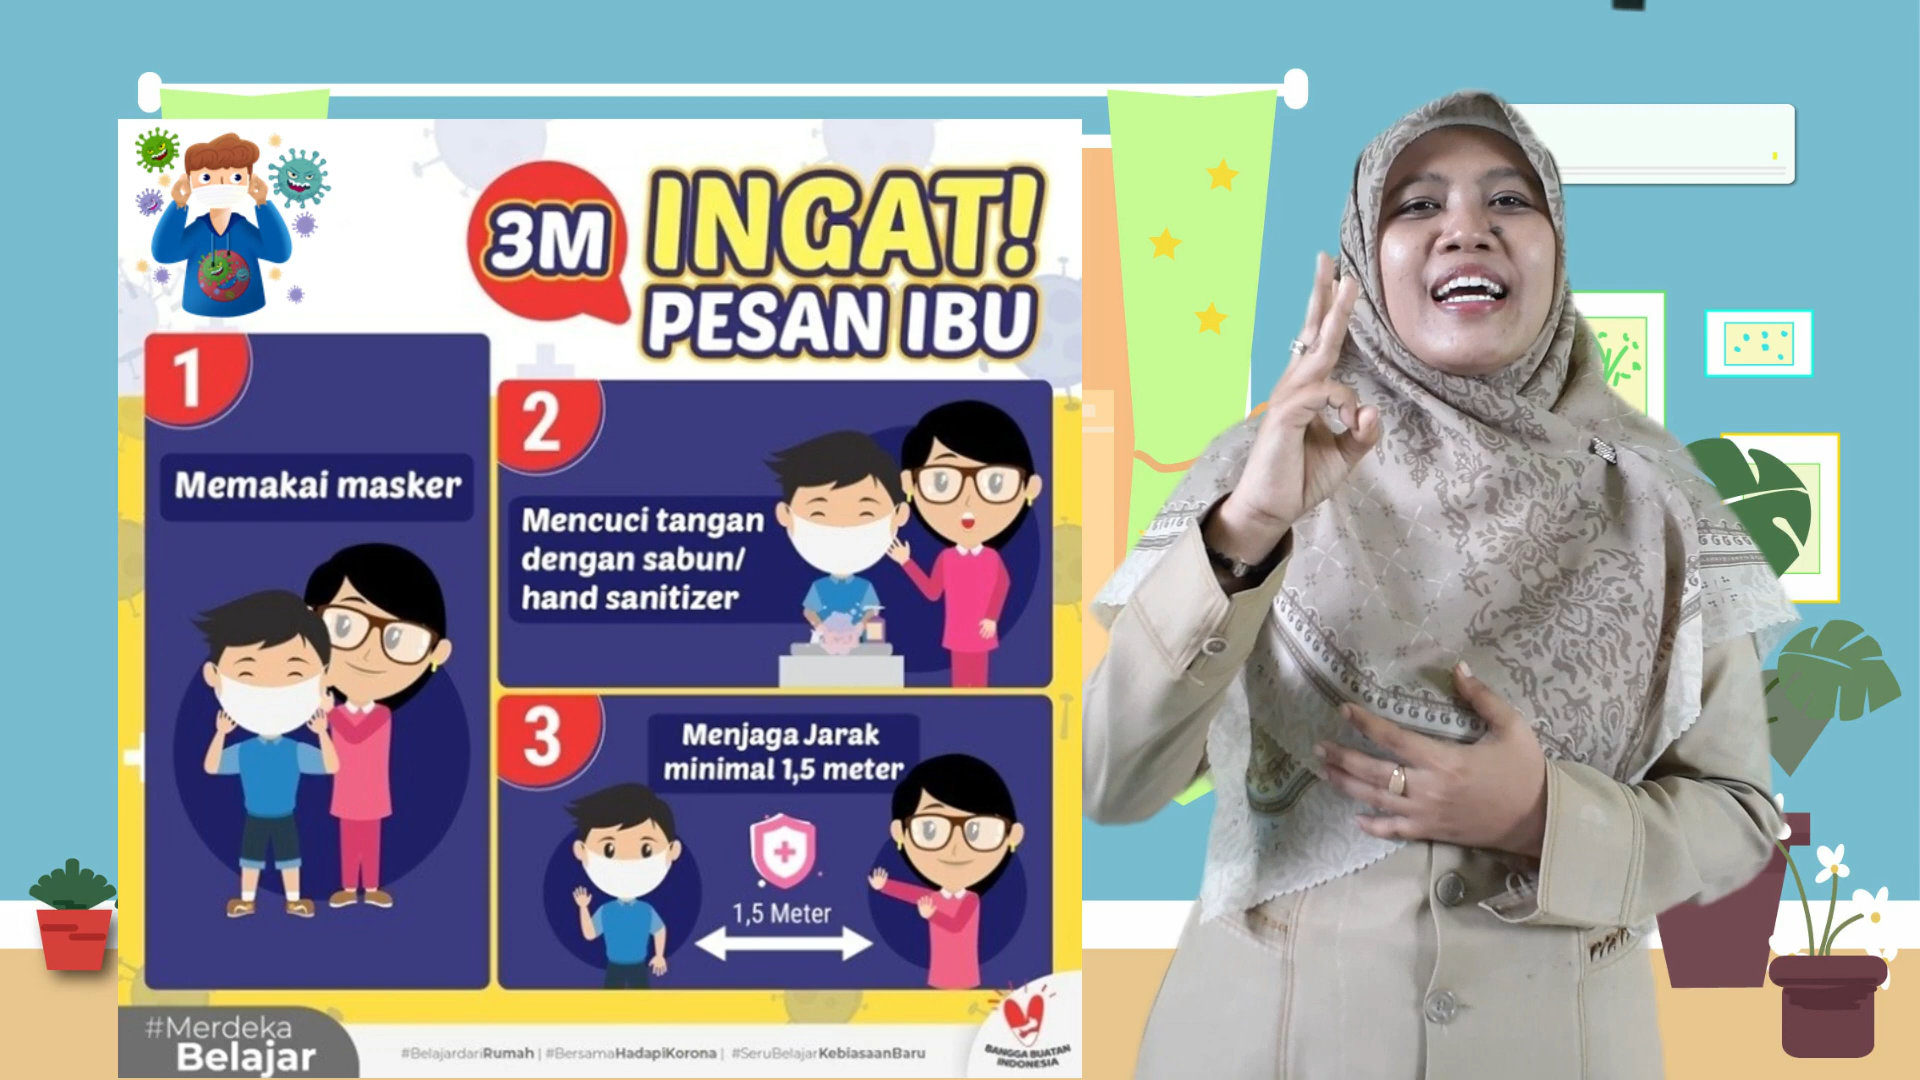 3M
INGAT!
PESAN IBU
1
Memakai masker
2
Mencuci tangan
dengan sabun/
hand sanitizer
3
Menjaga Jarak
minimal 1,5 meter
1,5 Meter
#Merdeka
Belajar
#BelajardariRumah | #BersamaHadapiKorona | #SeruBelajarKebiasaanBaru
BANGGA BUATAN
INDONESIA